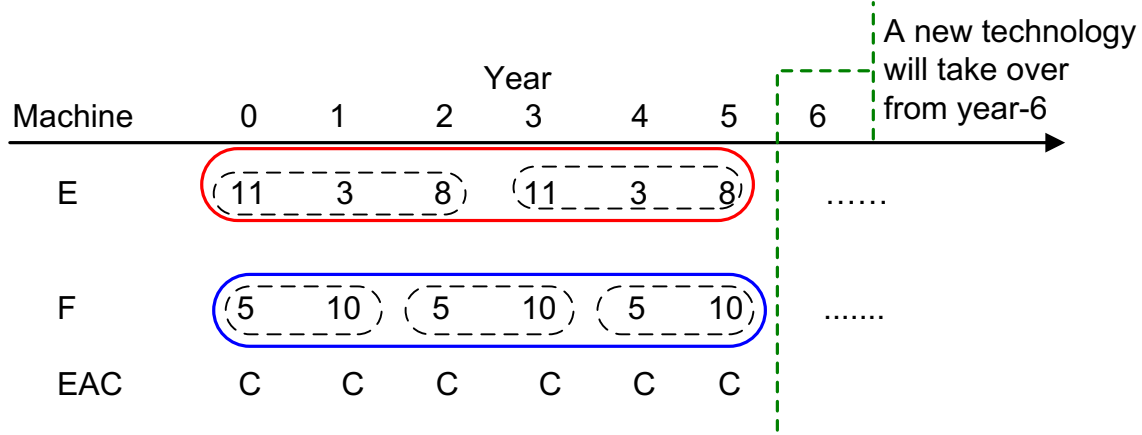 A new technology
will take over
from year-6
Year
Machine 0 1 2 3 4 5 6
E 11 3 8 11 3 8 ......
F 5 10 5 10 5 10 .......
EAC C C C C C C